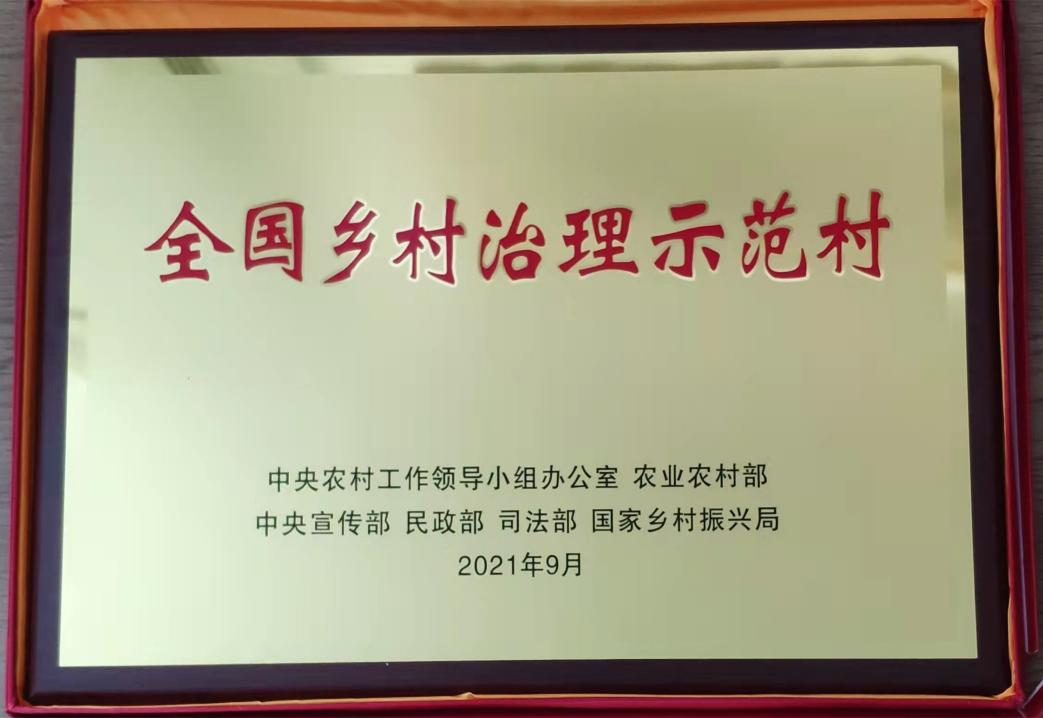 全国乡村治理示范村
中央农村工作领导小组办公室 农业农村部
中央宣传部 民政部 司法部 国家乡村振兴局
2021年9月